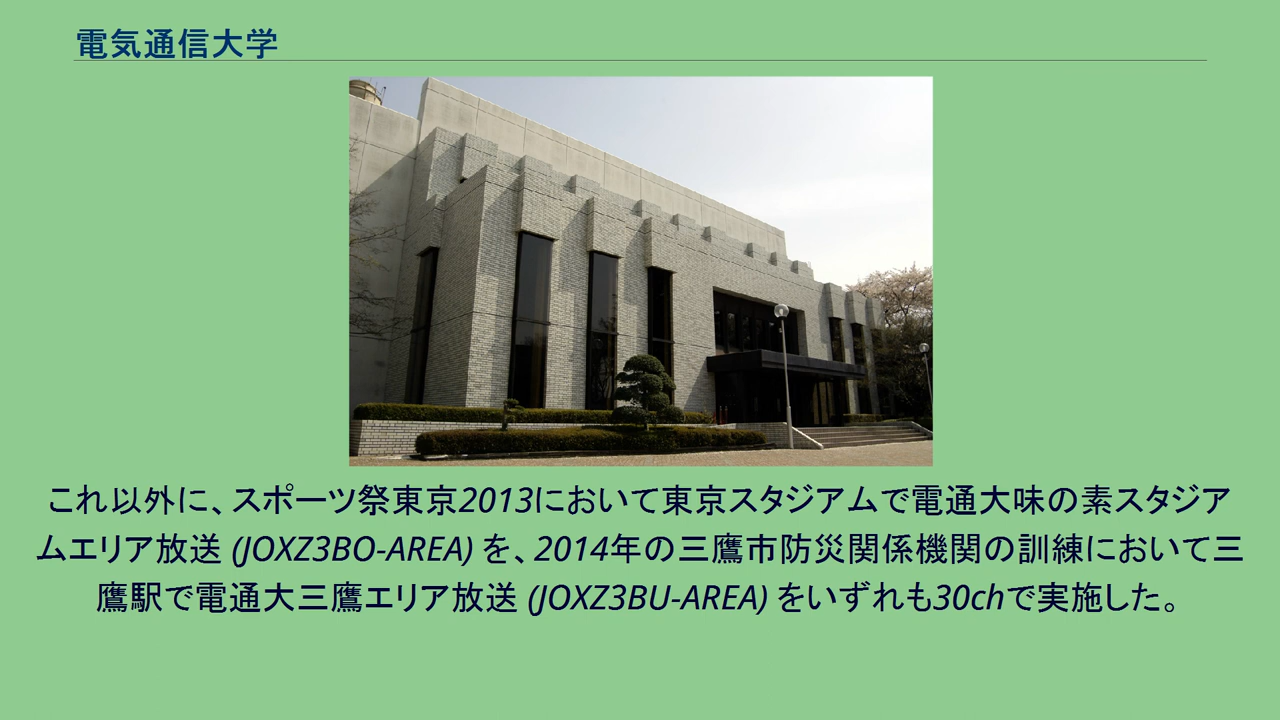 電気通信大学
これ以外に、スポーツ祭東京2013において東京スタジアムで電通大味の素スタジア
ムエリア放送 (JOXZ3BO-AREA) を、2014年の三鷹市防災関係機関の訓練において三
鷹駅で電通大三鷹エリア放送 (JOXZ3BU-AREA) をいずれも30chで実施した。